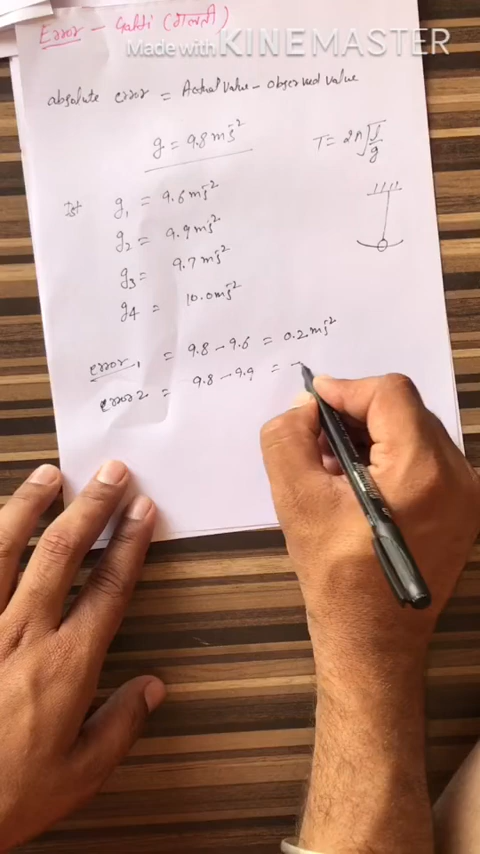 Error - Galti (गलती)
Made with KINEMASTER
absolute error = Actual value - observed value
g = 9.8 ms⁻²
T = 2π√l/g
Ist g₁ = 9.6 ms⁻²
g₂ = 9.9 ms⁻²
g₃ = 9.7 ms⁻²
g₄ = 10.0 ms⁻²
error₁ = 9.8 - 9.6 = 0.2 ms⁻²
error 2 = 9.8 - 9.9 = -